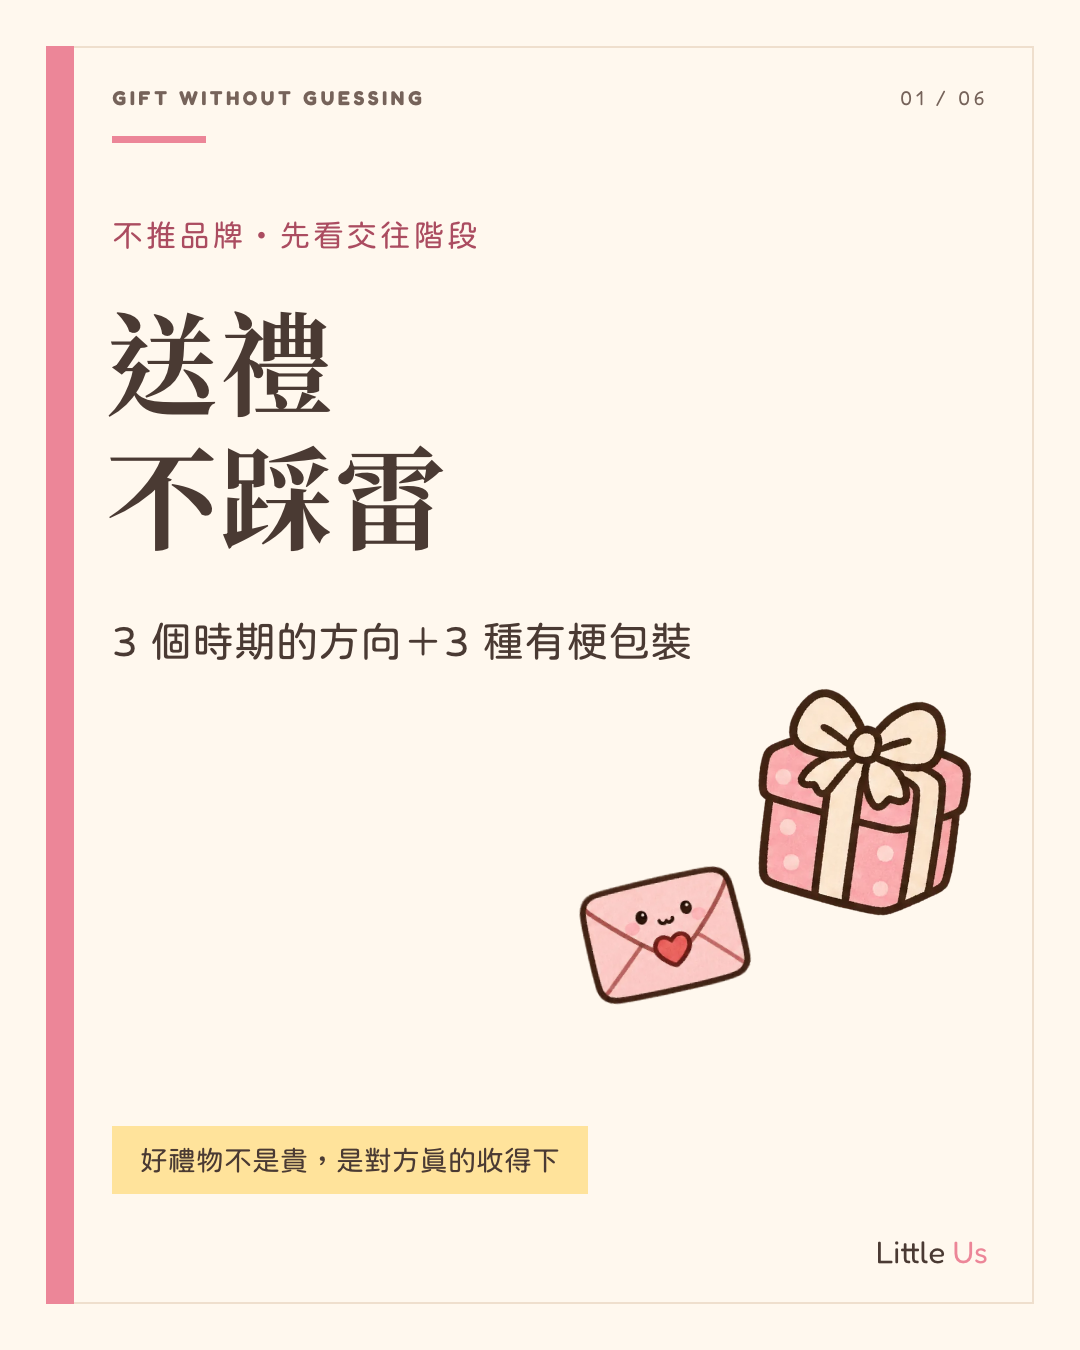 GIFT WITHOUT GUESSING
01 / 06
不推品牌・先看交往階段
送禮
不踩雷
3 個時期的方向＋3 種有梗包裝
好禮物不是貴，是對方真的收得下
Little Us